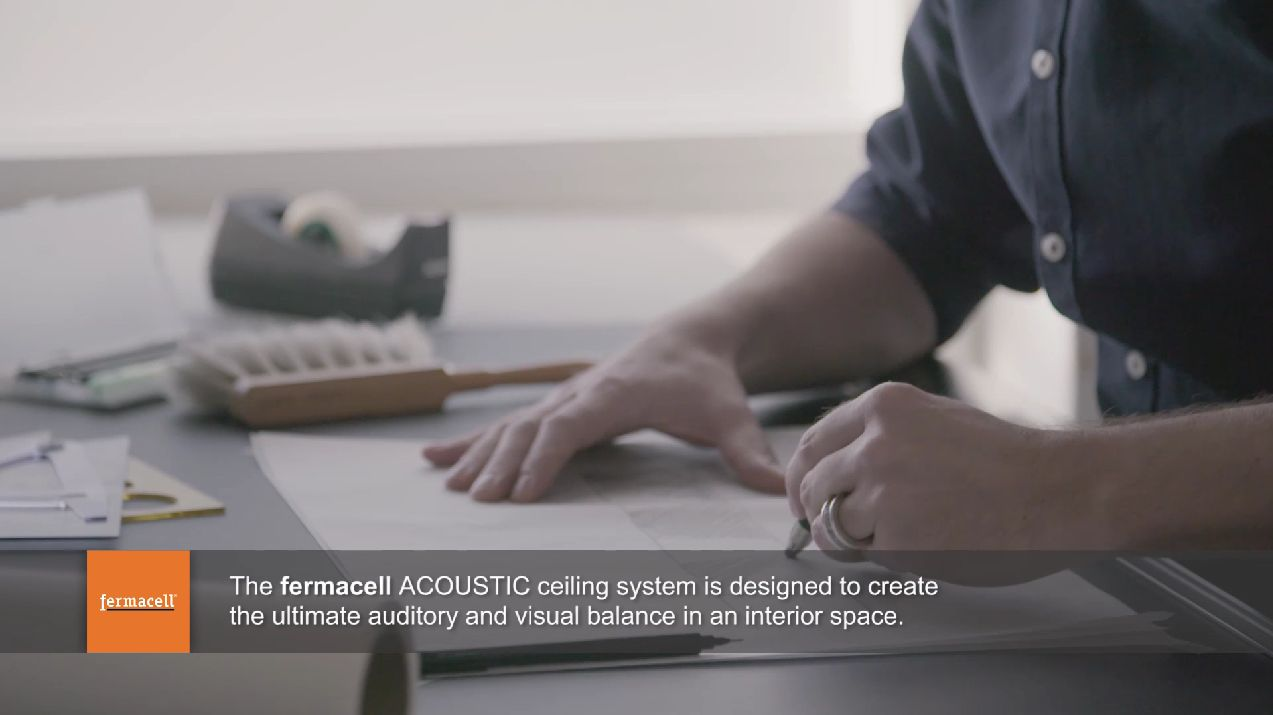 fermacell®
The fermacell ACOUSTIC ceiling system is designed to create
the ultimate auditory and visual balance in an interior space.